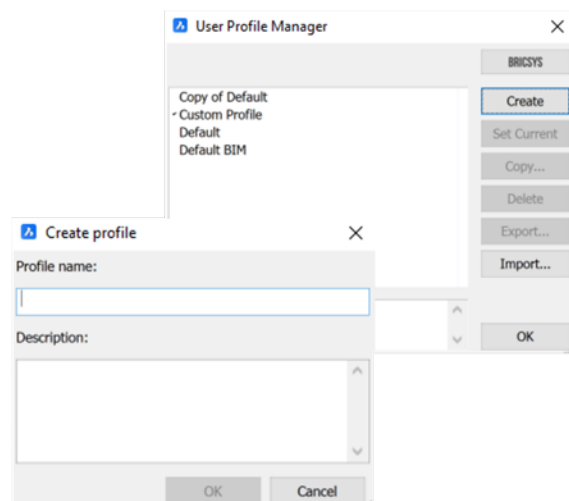 User Profile Manager
BRICSYS
Copy of Default
Custom Profile
Default
Default BIM
Create
Set Current
Copy...
Delete
Export...
Import...
OK
Create profile
Profile name:
Description:
OK
Cancel